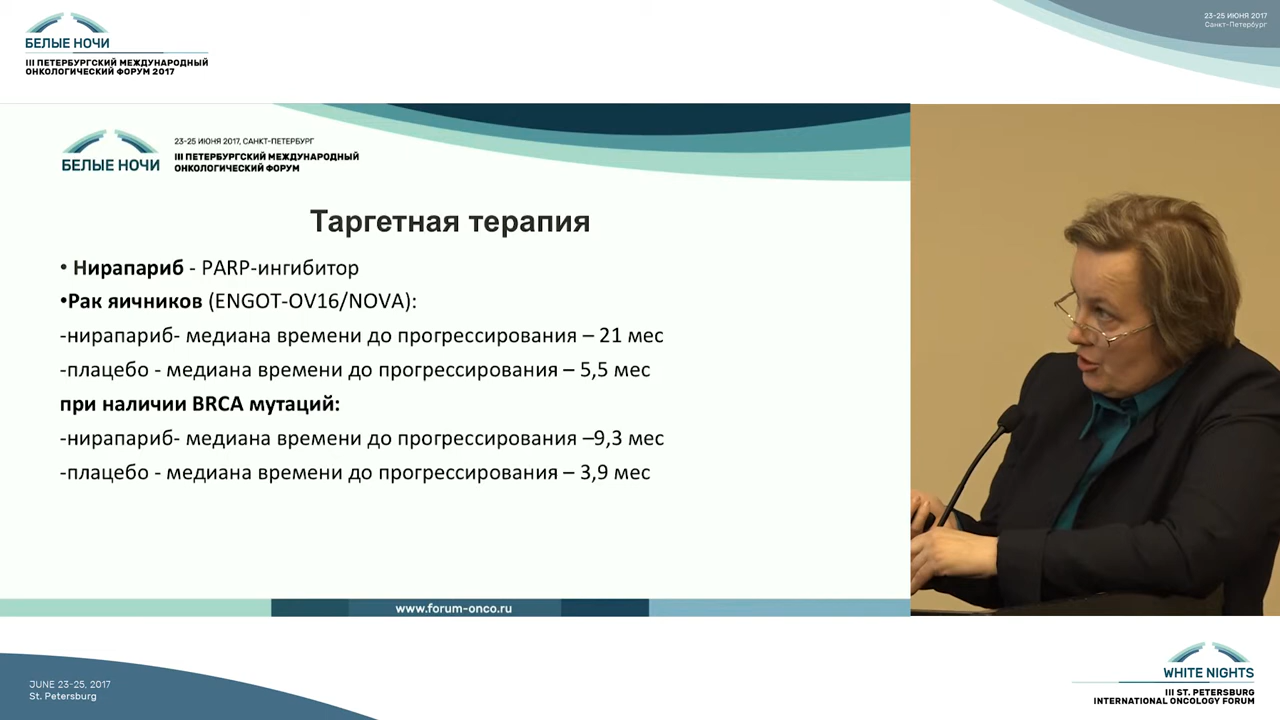 БЕЛЫЕ НОЧИ
III ПЕТЕРБУРГСКИЙ МЕЖДУНАРОДНЫЙ
ОНКОЛОГИЧЕСКИЙ ФОРУМ 2017
23-25 ИЮНЯ 2017
Санкт-Петербург
БЕЛЫЕ НОЧИ
23-25 ИЮНЯ 2017, САНКТ-ПЕТЕРБУРГ
III ПЕТЕРБУРГСКИЙ МЕЖДУНАРОДНЫЙ
ОНКОЛОГИЧЕСКИЙ ФОРУМ
Таргетная терапия
• Нирапариб - PARP-ингибитор
•Рак яичников (ENGOT-OV16/NOVA):
-нирапариб- медиана времени до прогрессирования – 21 мес
-плацебо - медиана времени до прогрессирования – 5,5 мес
при наличии BRCA мутаций:
-нирапариб- медиана времени до прогрессирования –9,3 мес
-плацебо - медиана времени до прогрессирования – 3,9 мес
www.forum-onco.ru
JUNE 23-25, 2017
St. Petersburg
WHITE NIGHTS
III ST. PETERSBURG
INTERNATIONAL ONCOLOGY FORUM